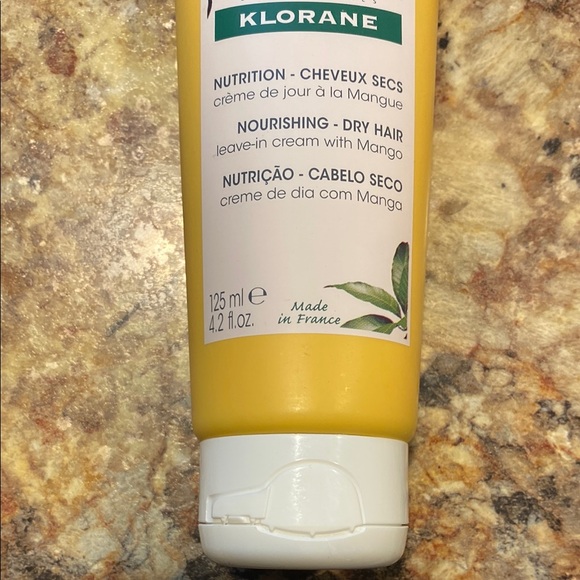 KLORANE
NUTRITION - CHEVEUX SECS
crème de jour à la Mangue
NOURISHING - DRY HAIR
leave-in cream with Mango
NUTRIÇÃO - CABELO SECO
creme de dia com Manga
125 ml e
4.2 fl.oz.
Made
in France